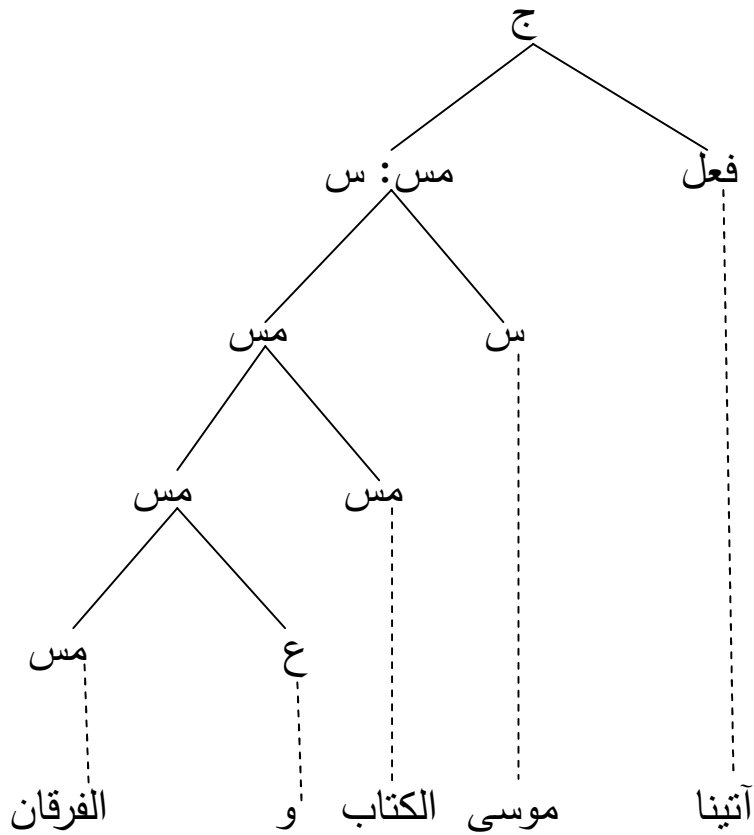 ج
فعل مس: س
س مس
مس مس
ع مس
آتينا موسى الكتاب و الفرقان